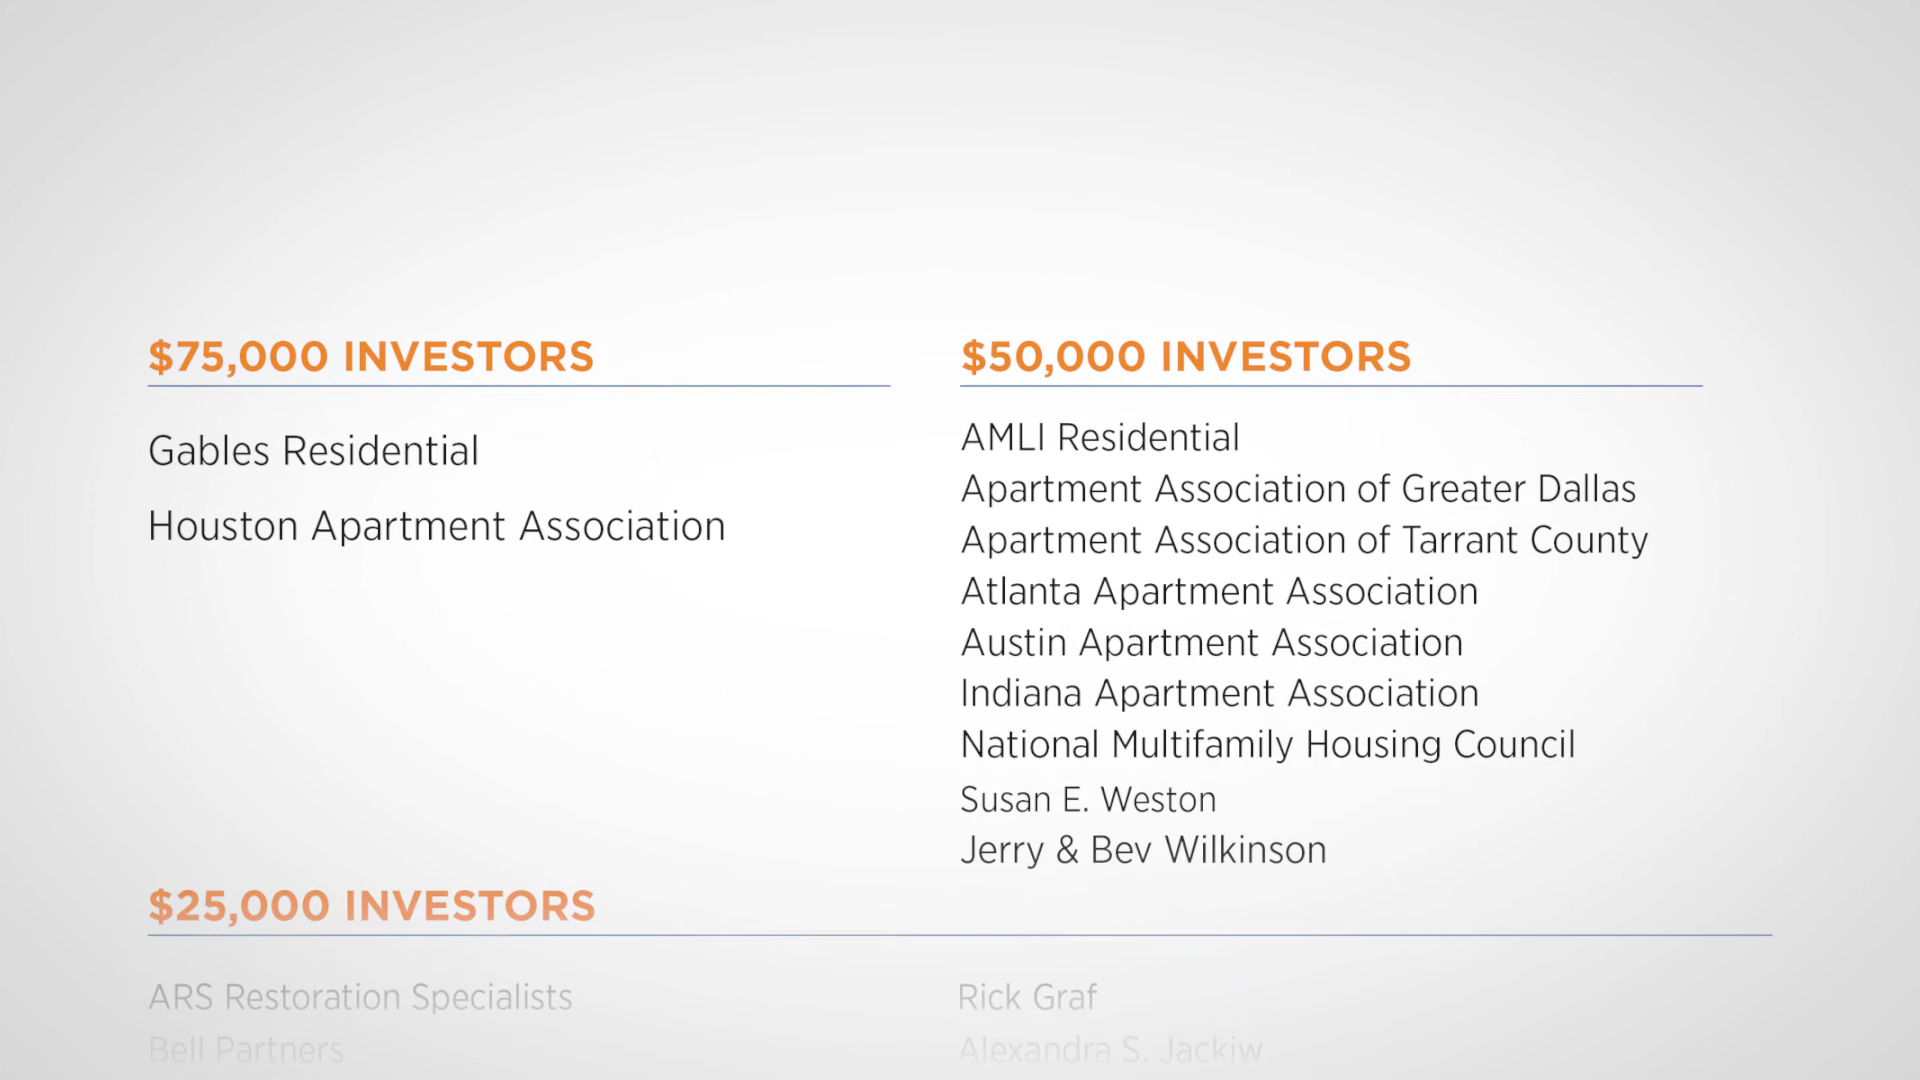 $75,000 INVESTORS
Gables Residential
Houston Apartment Association
$50,000 INVESTORS
AMLI Residential
Apartment Association of Greater Dallas
Apartment Association of Tarrant County
Atlanta Apartment Association
Austin Apartment Association
Indiana Apartment Association
National Multifamily Housing Council
Susan E. Weston
Jerry & Bev Wilkinson
$25,000 INVESTORS
ARS Restoration Specialists
Bell Partners
Rick Graf
Alexandra S. Jackiw